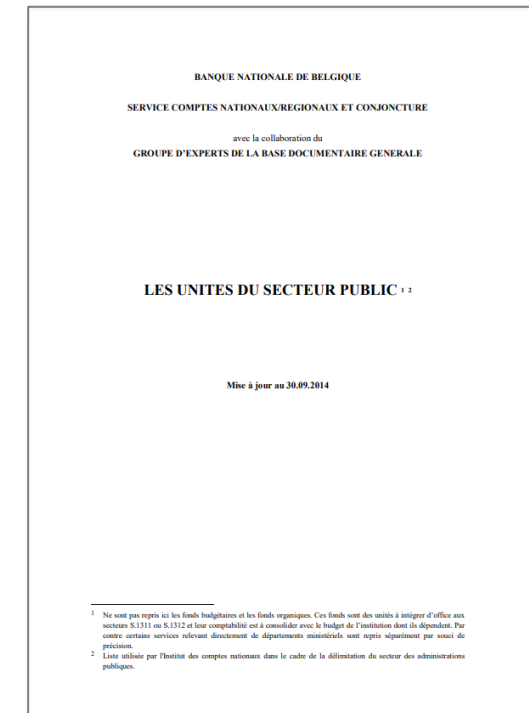 BANQUE NATIONALE DE BELGIQUE
SERVICE COMPTES NATIONAUX/REGIONAUX ET CONJONCTURE
avec la collaboration du
GROUPE D'EXPERTS DE LA BASE DOCUMENTAIRE GENERALE
LES UNITES DU SECTEUR PUBLIC 1 2
Mise à jour au 30.09.2014
1 Ne sont pas repris ici les fonds budgétaires et les fonds organiques. Ces fonds sont des unités à intégrer d'office aux
secteurs S.1311 ou S.1312 et leur comptabilité est à consolider avec le budget de l'institution dont ils dépendent. Par
contre certains services relevant directement de départements ministériels sont repris séparément par souci de
précision.
2 Liste utilisée par l'Institut des comptes nationaux dans le cadre de la délimitation du secteur des administrations
publiques.